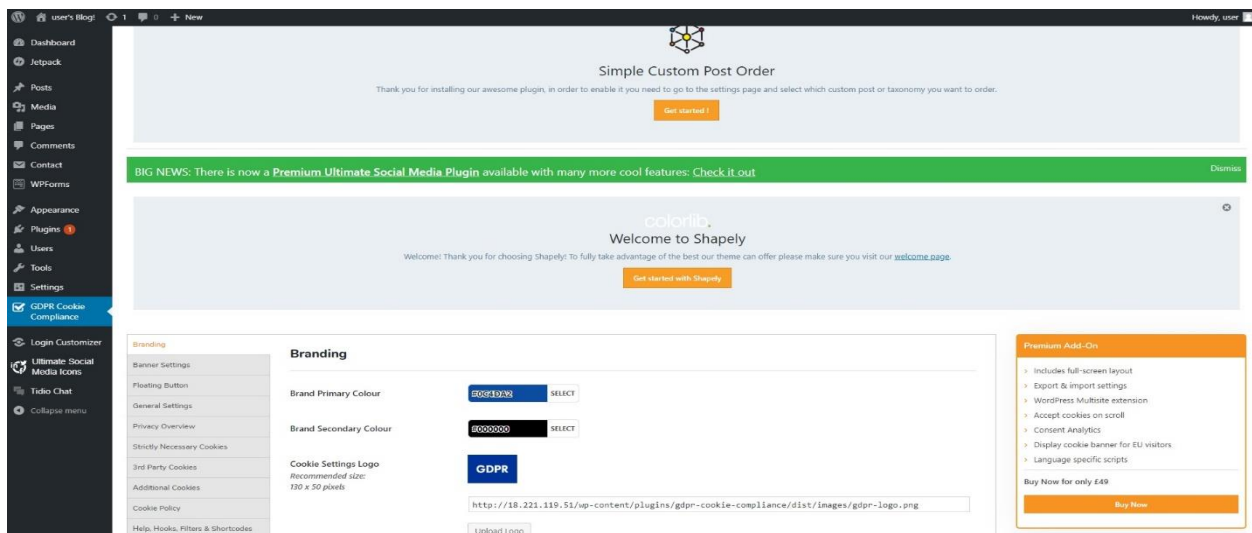 user's Blog! 1 0 + New
Howdy, user
Dashboard
Jetpack
Posts
Media
Pages
Comments
Contact
WPForms
Appearance
Plugins 1
Users
Tools
Settings
GDPR Cookie
Compliance
Login Customizer
Ultimate Social
Media Icons
Tidio Chat
Collapse menu
Simple Custom Post Order
Thank you for installing our awesome plugin, in order to enable it you need to go to the settings page and select which custom post or taxonomy you want to order.
Get started !
BIG NEWS: There is now a Premium Ultimate Social Media Plugin available with many more cool features: Check it out
Dismiss
colorlib.
Welcome to Shapely
Welcome! Thank you for choosing Shapely! To fully take advantage of the best our theme can offer please make sure you visit our welcome page.
Get started with Shapely
Branding
Banner Settings
Floating Button
General Settings
Privacy Overview
Strictly Necessary Cookies
3rd Party Cookies
Additional Cookies
Cookie Policy
Help, Hooks, Filters & Shortcodes
Branding
Brand Primary Colour
#0C4DA2 SELECT
Brand Secondary Colour
#000000 SELECT
Cookie Settings Logo
Recommended size:
130 x 50 pixels
GDPR
http://18.221.119.51/wp-content/plugins/gdpr-cookie-compliance/dist/images/gdpr-logo.png
Upload Logo
Premium Add-On
Includes full-screen layout
Export & import settings
WordPress Multisite extension
Accept cookies on scroll
Consent Analytics
Display cookie banner for EU visitors
Language specific scripts
Buy Now for only £49
Buy Now